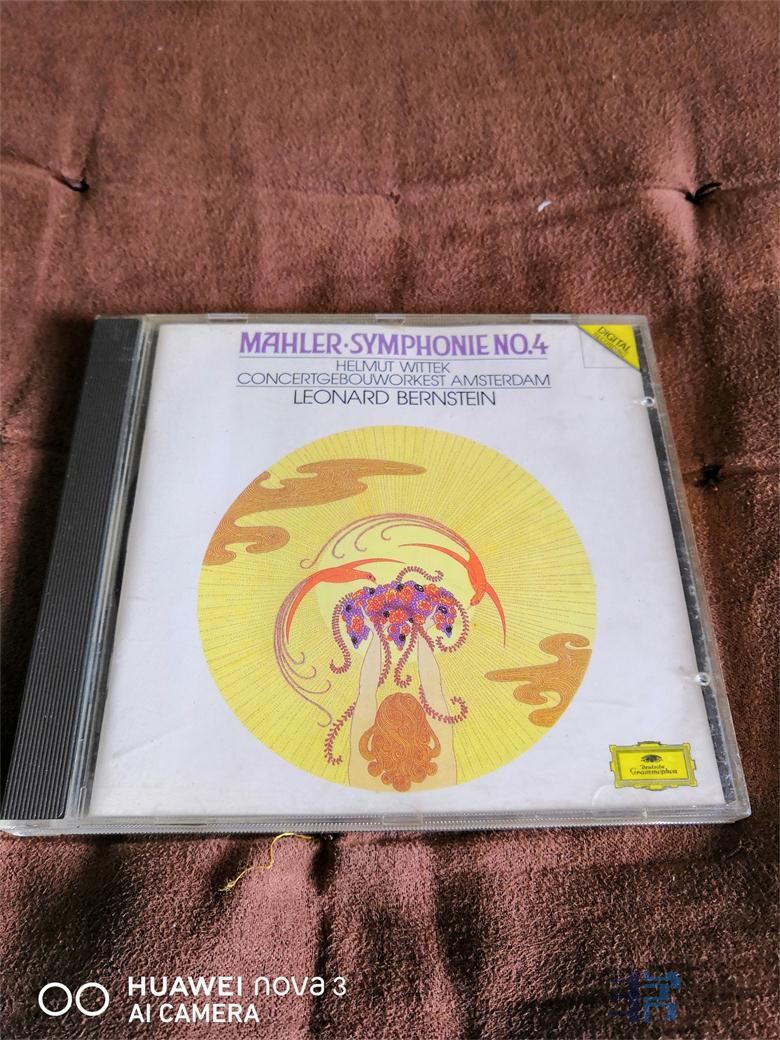 MAHLER·SYMPHONIE NO.4
HELMUT WITTEK
CONCERTGEBOUWORKEST AMSTERDAM
LEONARD BERNSTEIN
DIGITAL
Deutsche
Grammophon
HUAWEI nova 3
AI CAMERA